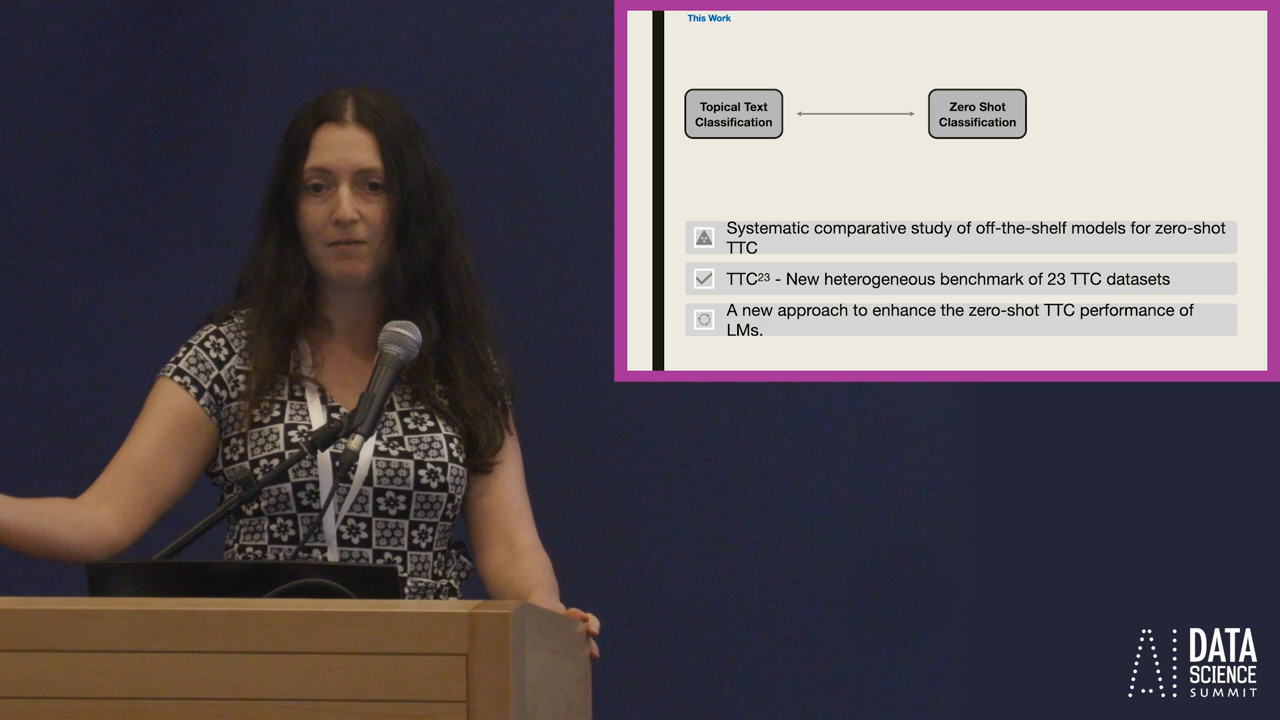 This Work
Topical Text
Classification
Zero Shot
Classification
Systematic comparative study of off-the-shelf models for zero-shot
TTC
TTC²³ - New heterogeneous benchmark of 23 TTC datasets
A new approach to enhance the zero-shot TTC performance of
LMs.
AI
DATA
SCIENCE
SUMMIT